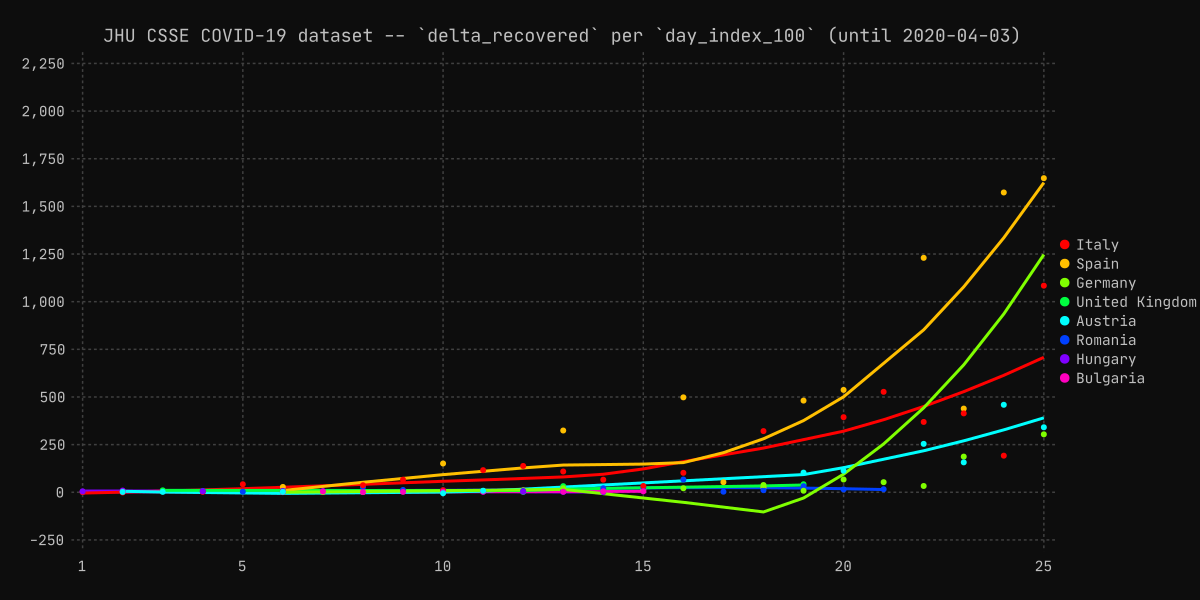 JHU CSSE COVID-19 dataset -- `delta_recovered` per `day_index_100` (until 2020-04-03)
2,250
2,000
1,750
1,500
1,250
1,000
750
500
250
0
−250
1 5 10 15 20 25
Italy
Spain
Germany
United Kingdom
Austria
Romania
Hungary
Bulgaria